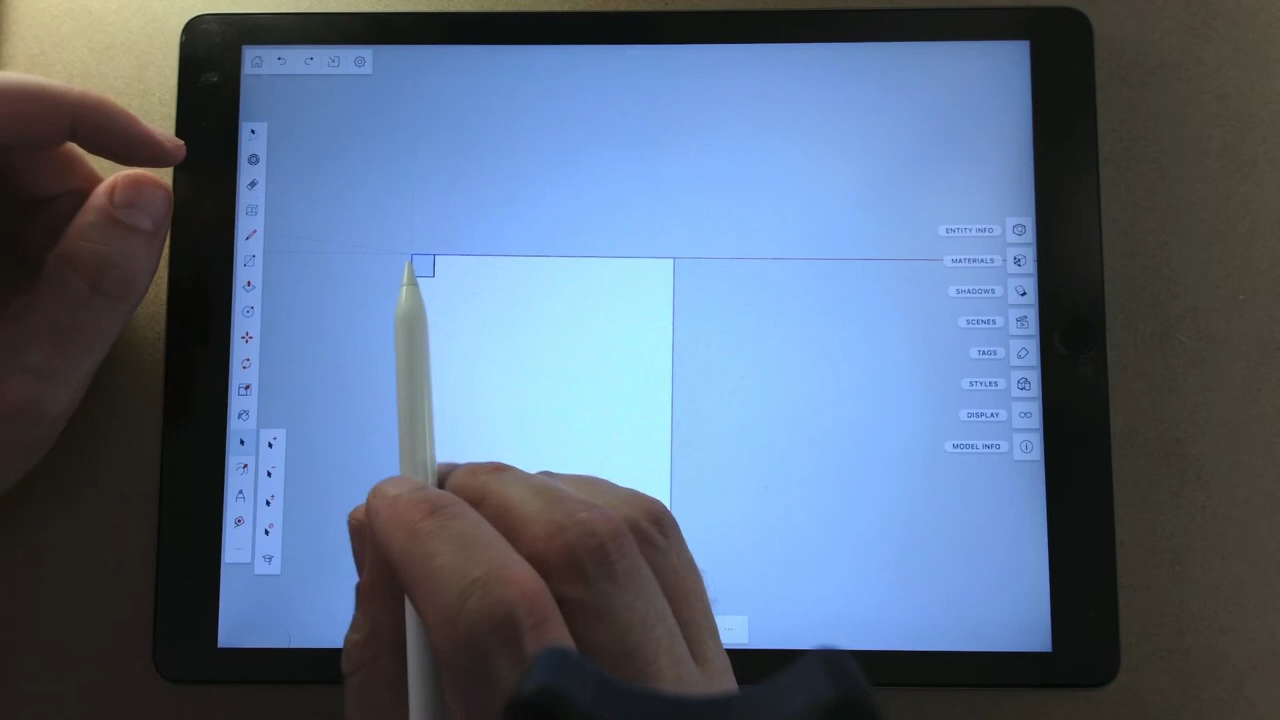 ENTITY INFO
MATERIALS
SHADOWS
SCENES
TAGS
STYLES
DISPLAY
MODEL INFO